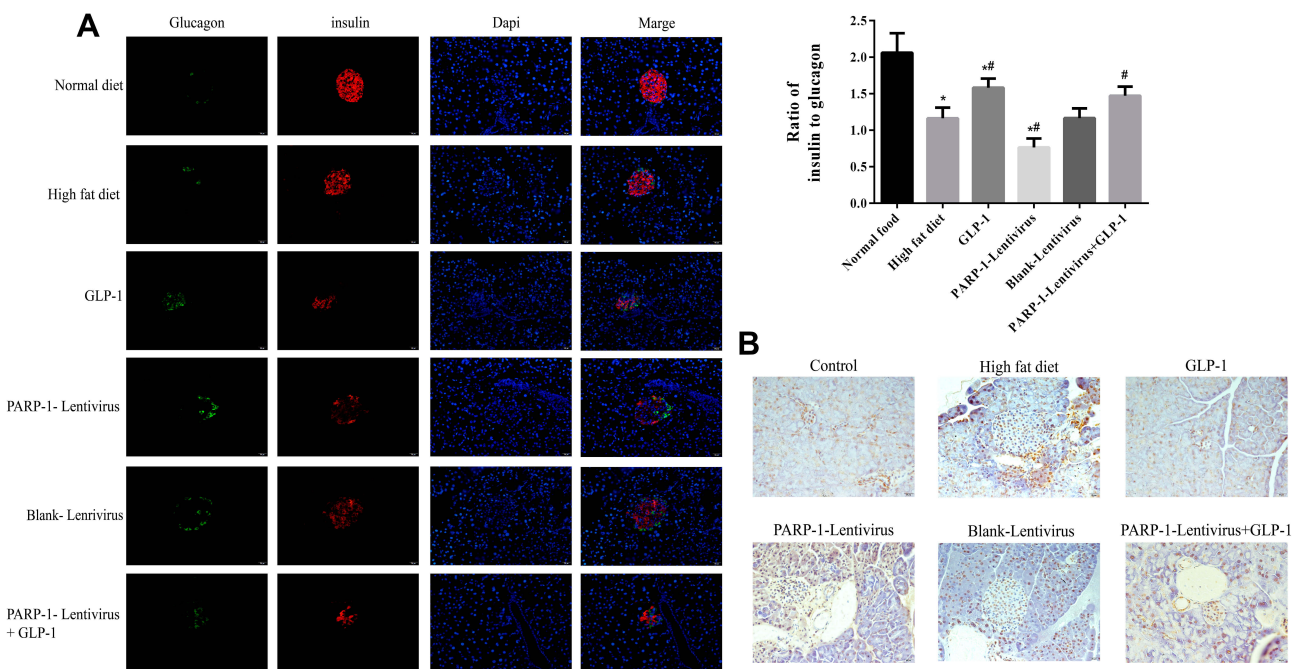 A
Glucagon
insulin
Dapi
Marge
Normal diet
High fat diet
GLP-1
PARP-1- Lentivirus
Blank- Lenrivirus
PARP-1- Lentivirus
+ GLP-1
Ratio of
insulin to glucagon
2.5
2.0
1.5
1.0
0.5
0.0
*
*#
*#
#
Normal food
High fat diet
GLP-1
PARP-1-Lentivirus
Blank-Lentivirus
PARP-1-Lentivirus+GLP-1
B
Control
High fat diet
GLP-1
PARP-1-Lentivirus
Blank-Lentivirus
PARP-1-Lentivirus+GLP-1